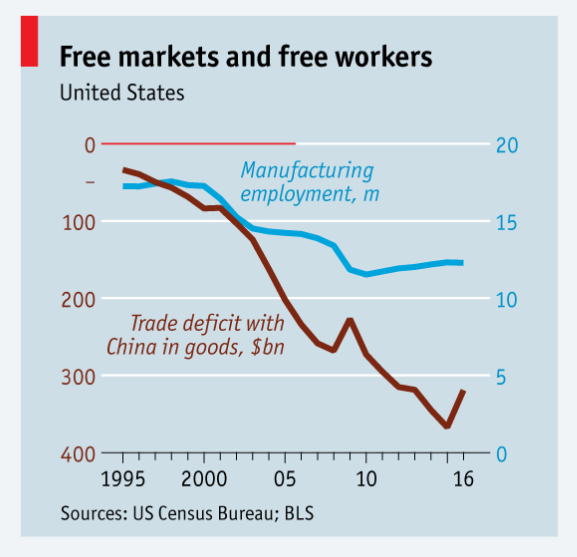 Free markets and free workers
United States
0
–
100
200
300
400
20
15
10
5
0
Manufacturing
employment, m
Trade deficit with
China in goods, $bn
1995 2000 05 10 16
Sources: US Census Bureau; BLS